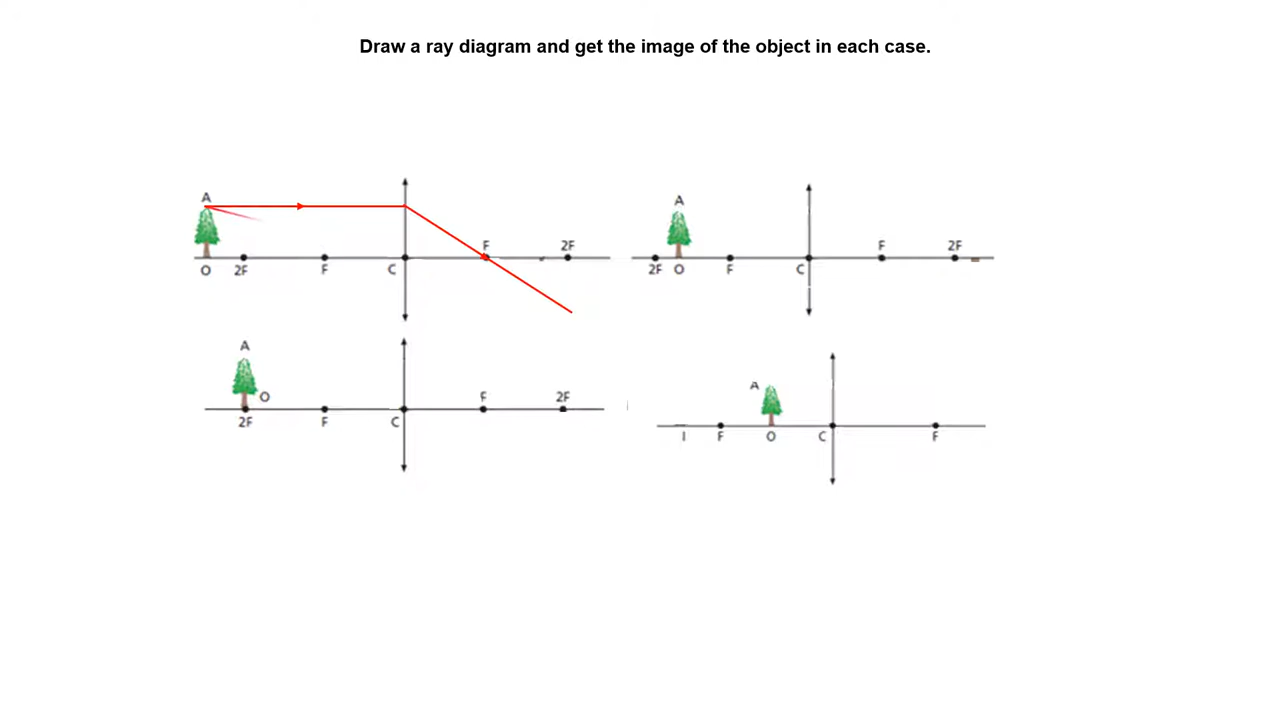 Draw a ray diagram and get the image of the object in each case.
A
F 2F
O 2F F C
A
F 2F
2F O F C
A
O
F 2F
2F F C
A
I F O C F